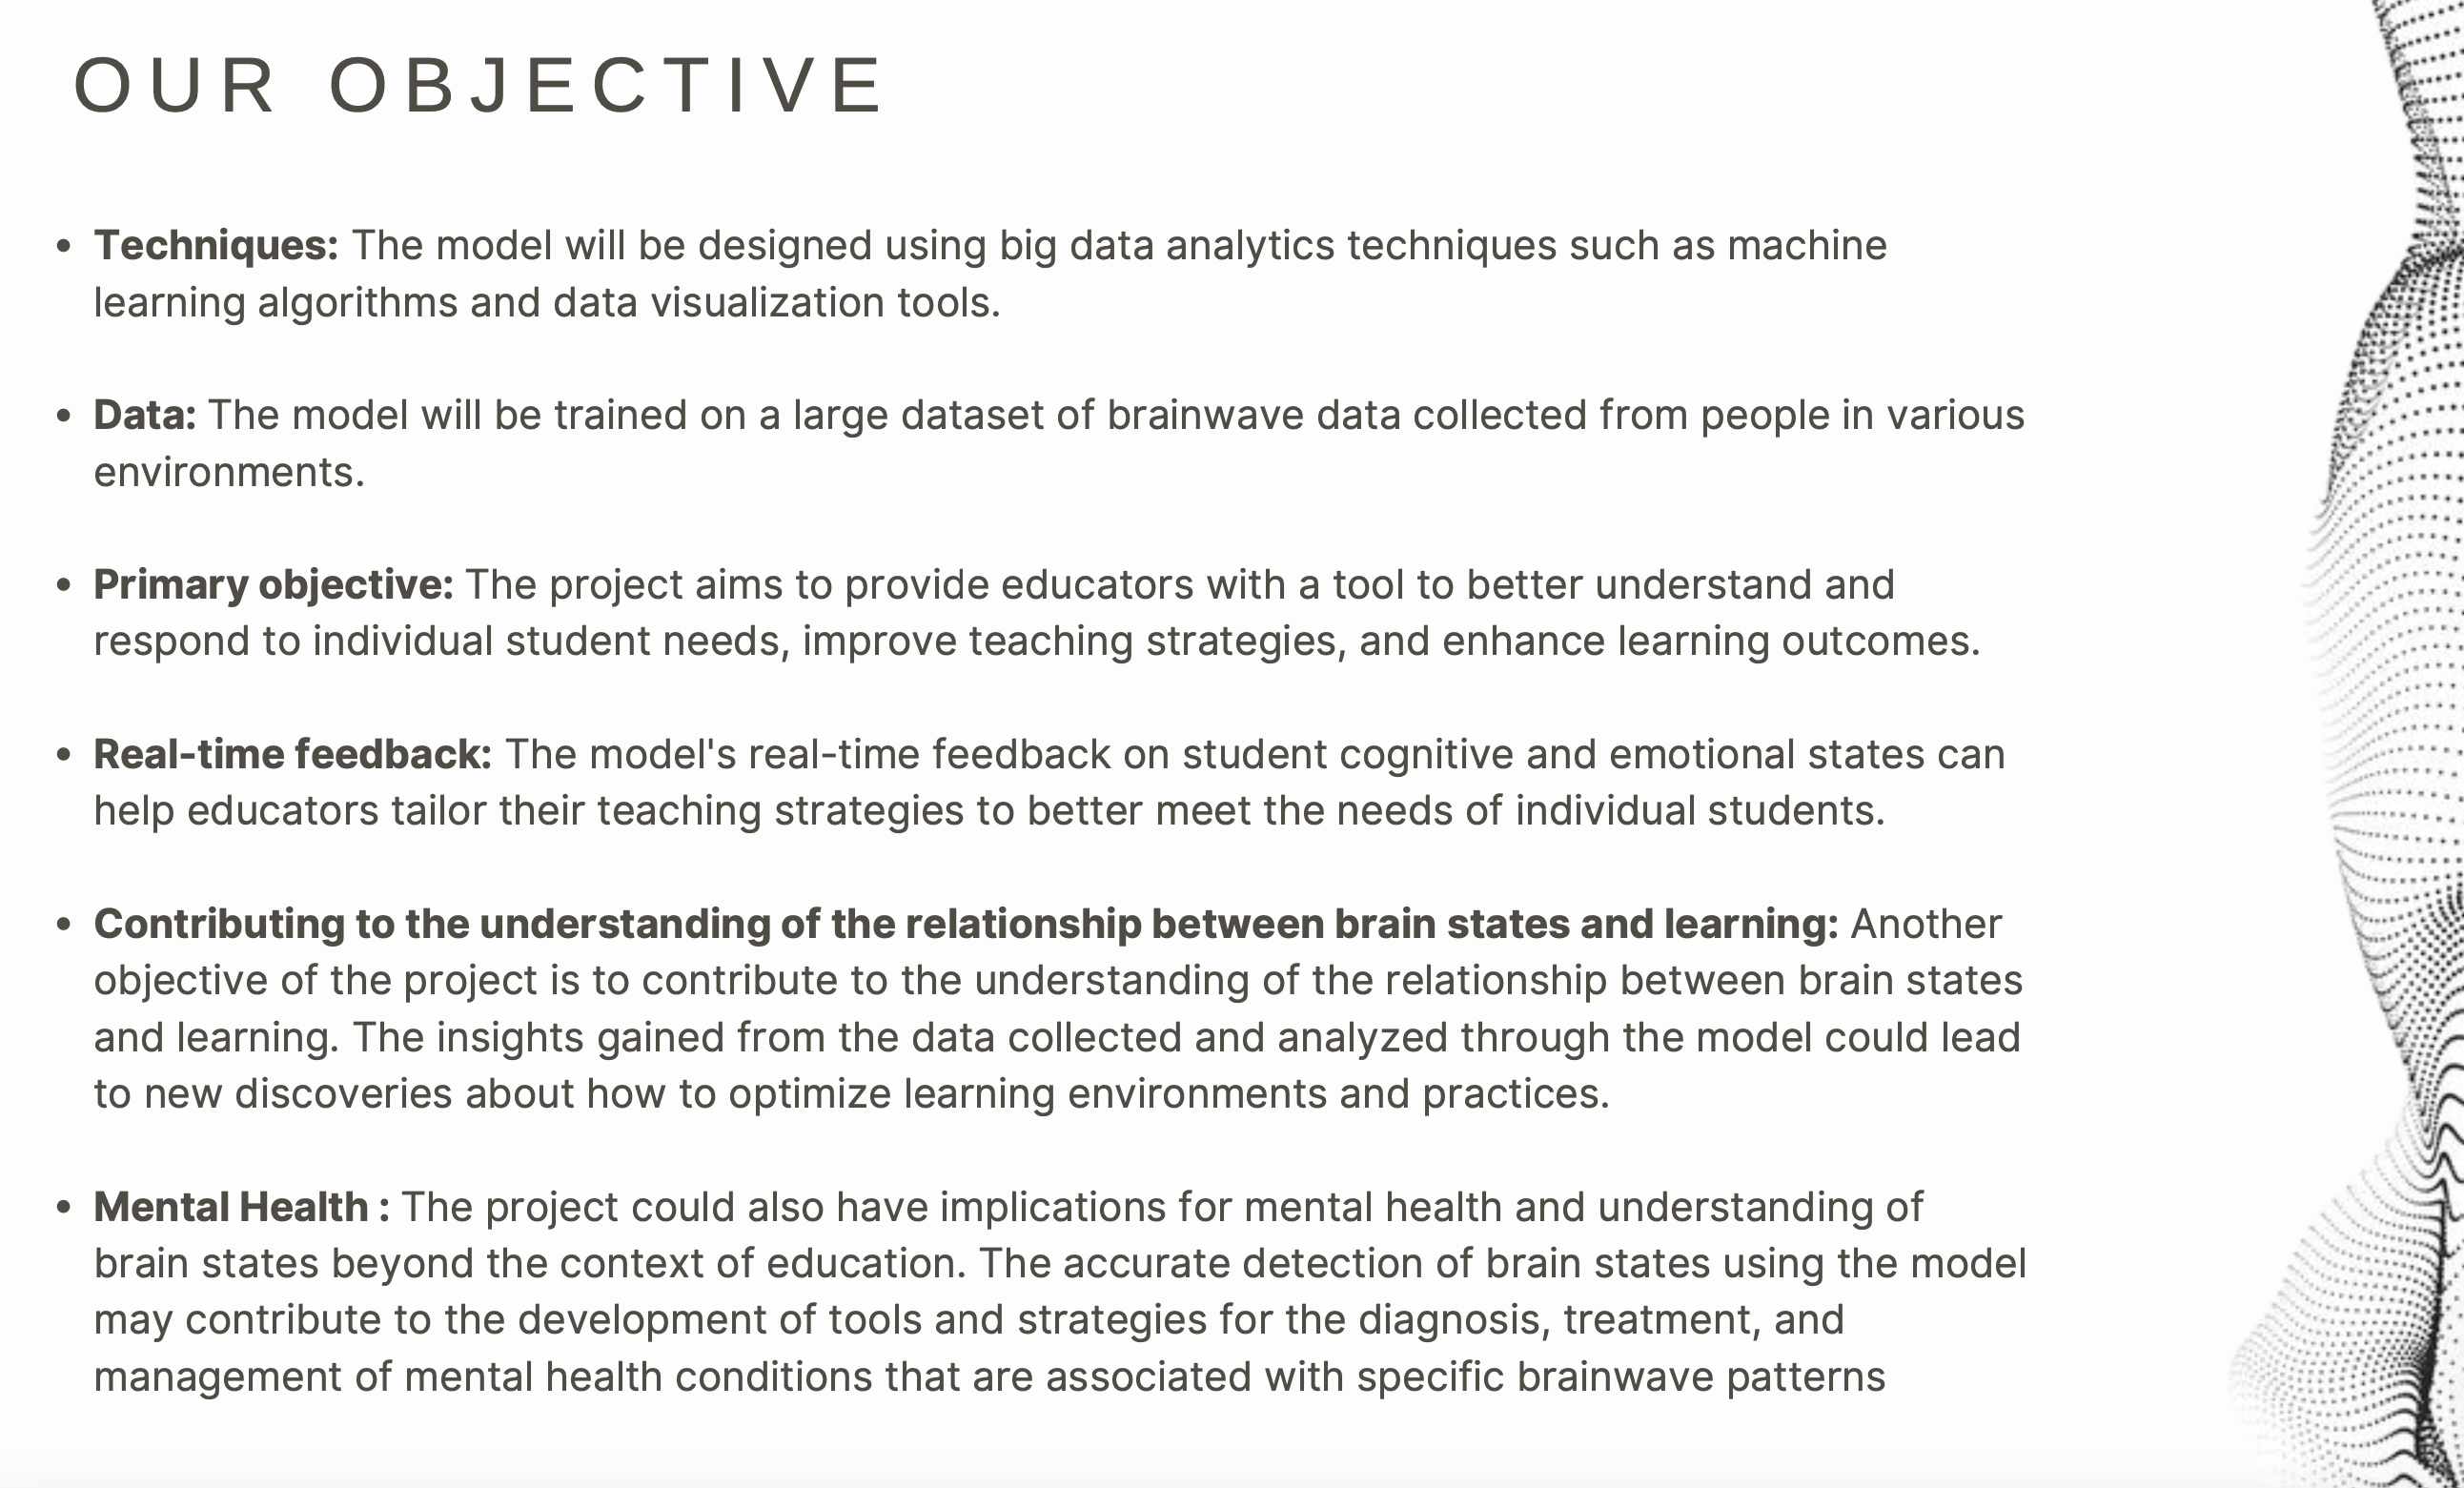 OUR OBJECTIVE
• Techniques: The model will be designed using big data analytics techniques such as machine
learning algorithms and data visualization tools.
• Data: The model will be trained on a large dataset of brainwave data collected from people in various
environments.
• Primary objective: The project aims to provide educators with a tool to better understand and
respond to individual student needs, improve teaching strategies, and enhance learning outcomes.
• Real-time feedback: The model's real-time feedback on student cognitive and emotional states can
help educators tailor their teaching strategies to better meet the needs of individual students.
• Contributing to the understanding of the relationship between brain states and learning: Another
objective of the project is to contribute to the understanding of the relationship between brain states
and learning. The insights gained from the data collected and analyzed through the model could lead
to new discoveries about how to optimize learning environments and practices.
• Mental Health : The project could also have implications for mental health and understanding of
brain states beyond the context of education. The accurate detection of brain states using the model
may contribute to the development of tools and strategies for the diagnosis, treatment, and
management of mental health conditions that are associated with specific brainwave patterns